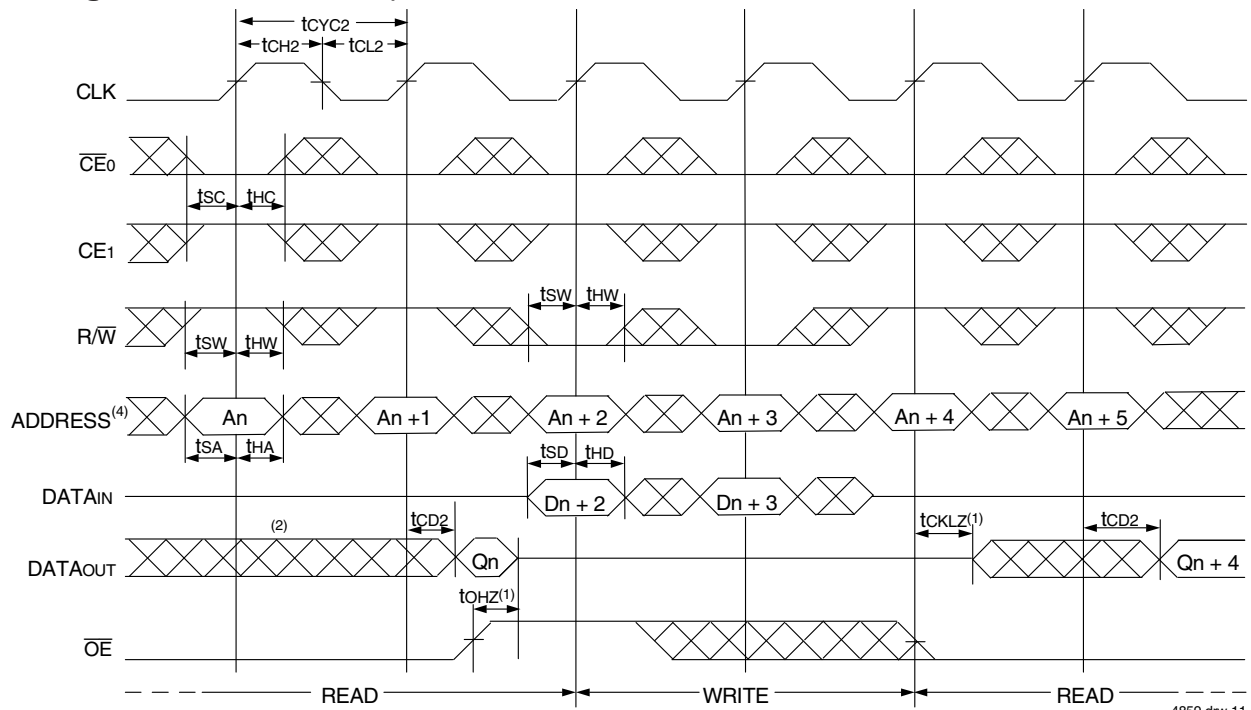 tCYC2
tCH2 tCL2
CLK
CE0
tSC tHC
CE1
tSW tHW
R/W
tSW tHW
ADDRESS(4) An An +1 An + 2 An + 3 An + 4 An + 5
tSA tHA tSD tHD
DATAIN Dn + 2 Dn + 3
(2) tCD2 tCKLZ(1) tCD2
DATAOUT Qn Qn + 4
tOHZ(1)
OE
READ WRITE READ